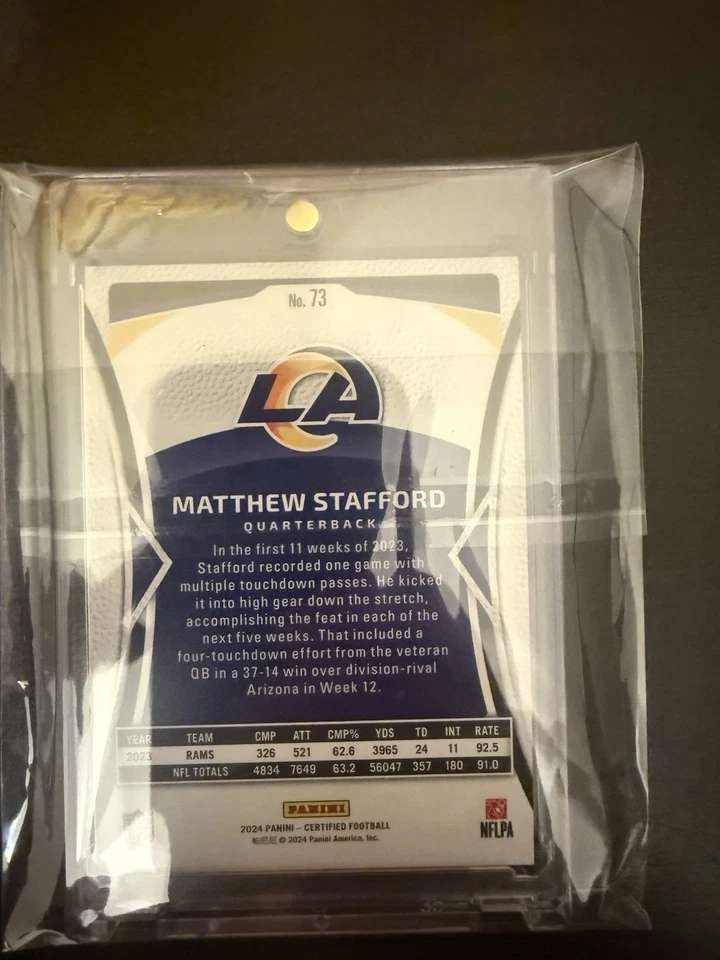 No. 73
LA
MATTHEW STAFFORD
QUARTERBACK
In the first 11 weeks of 2023,
Stafford recorded one game with
multiple touchdown passes. He kicked
it into high gear down the stretch,
accomplishing the feat in each of the
next five weeks. That included a
four-touchdown effort from the veteran
QB in a 37-14 win over division-rival
Arizona in Week 12.
YEAR TEAM CMP ATT CMP% YDS TD INT RATE
2023 RAMS 326 521 62.6 3965 24 11 92.5
NFL TOTALS 4834 7649 63.2 56047 357 180 91.0
PANINI
2024 PANINI – CERTIFIED FOOTBALL
© 2024 Panini America, Inc.
NFLPA